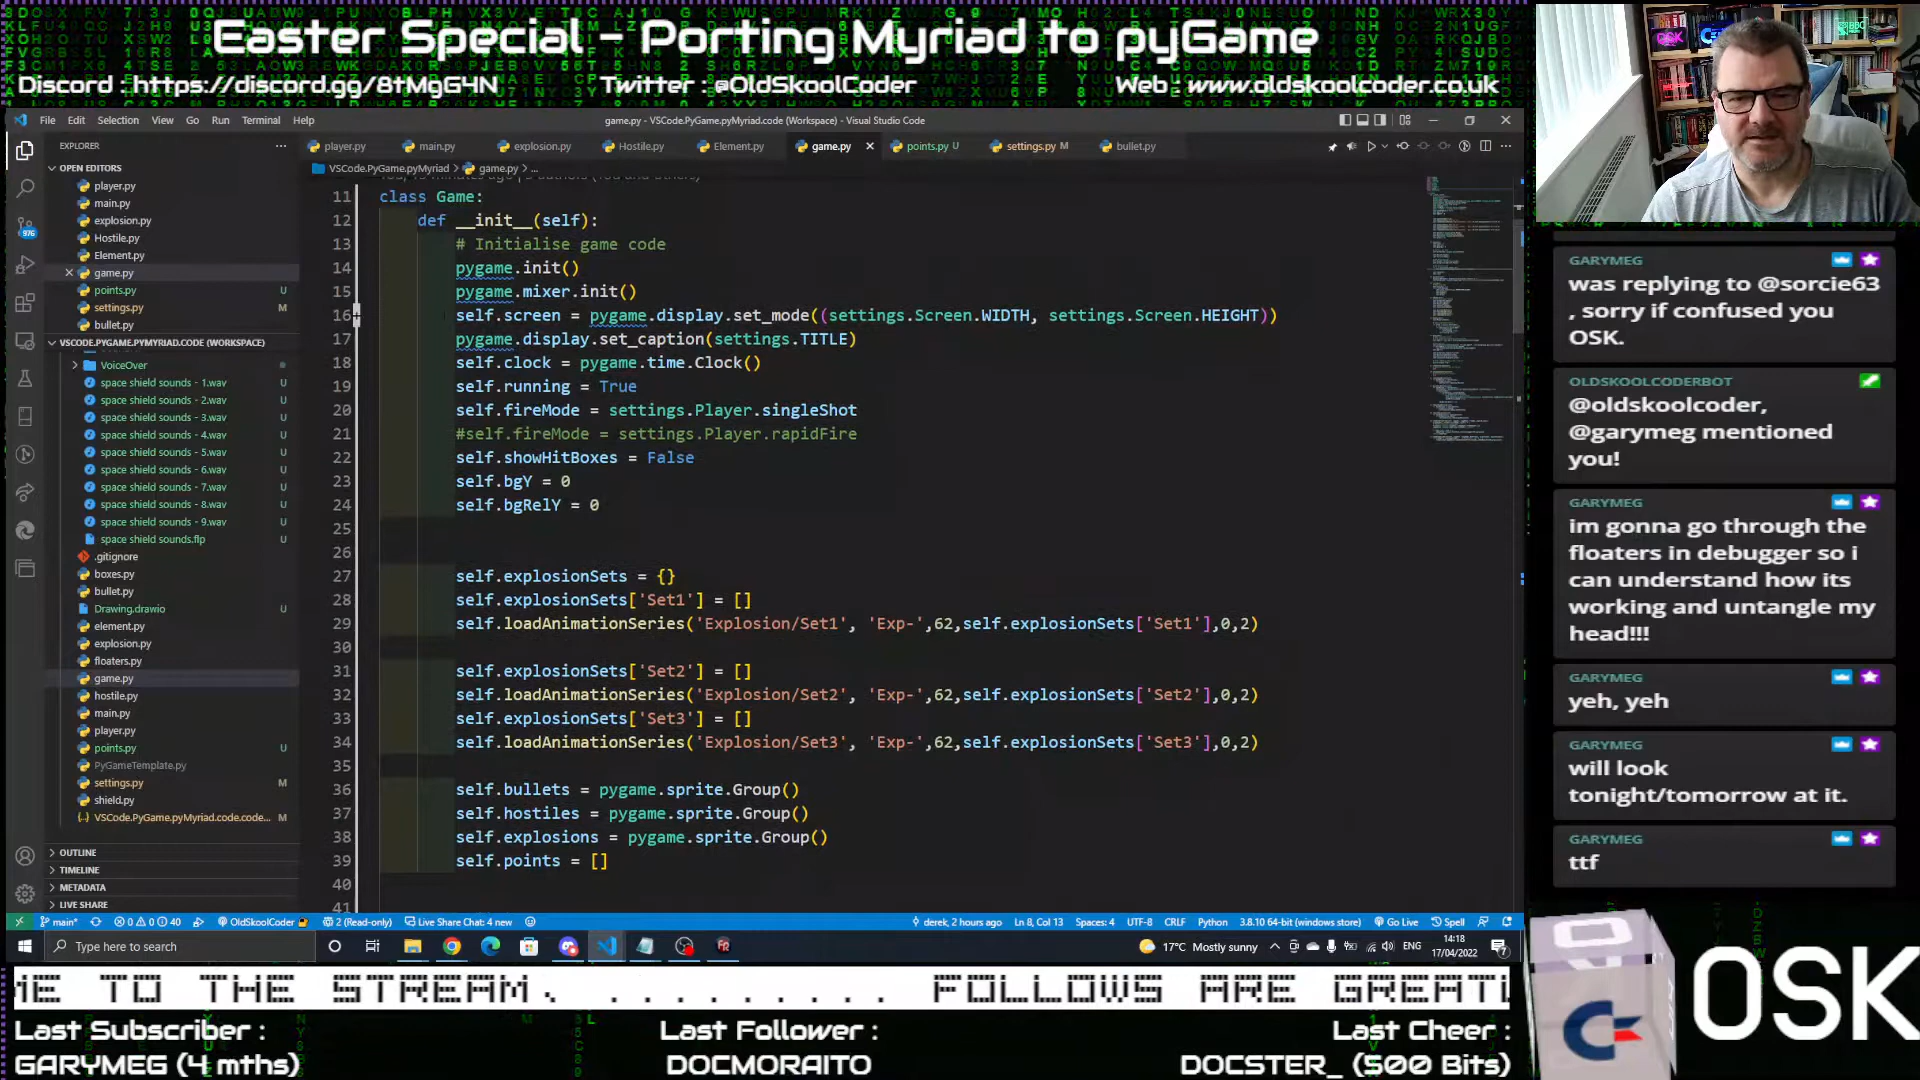 Easter Special - Porting Myriad to pyGame
Discord : https://discord.gg/8tMgG4N
Twitter : @OldSkoolCoder
Web : www.oldskoolcoder.co.uk
File Edit Selection View Go Run Terminal Help
game.py - VSCode.PyGame.pyMyriad.code (Workspace) - Visual Studio Code
EXPLORER
OPEN EDITORS
player.py
main.py
explosion.py
Hostile.py
Element.py
game.py
points.py U
settings.py M
bullet.py
VSCODE.PYGAME.PYMYRIAD.CODE (WORKSPACE)
VoiceOver
space shield sounds - 1.wav U
space shield sounds - 2.wav U
space shield sounds - 3.wav U
space shield sounds - 4.wav U
space shield sounds - 5.wav U
space shield sounds - 6.wav U
space shield sounds - 7.wav U
space shield sounds - 8.wav U
space shield sounds - 9.wav U
space shield sounds.flp U
.gitignore
boxes.py
bullet.py
Drawing.drawio U
element.py
explosion.py
floaters.py
game.py
hostile.py
main.py
player.py
points.py U
PyGameTemplate.py
settings.py M
shield.py
VSCode.PyGame.pyMyriad.code.code... M
OUTLINE
TIMELINE
METADATA
LIVE SHARE
976
player.py main.py explosion.py Hostile.py Element.py game.py points.py U settings.py M bullet.py
VSCode.PyGame.pyMyriad > game.py > ...
11 class Game:
12 def __init__(self):
13 # Initialise game code
14 pygame.init()
15 pygame.mixer.init()
16 self.screen = pygame.display.set_mode((settings.Screen.WIDTH, settings.Screen.HEIGHT))
17 pygame.display.set_caption(settings.TITLE)
18 self.clock = pygame.time.Clock()
19 self.running = True
20 self.fireMode = settings.Player.singleShot
21 #self.fireMode = settings.Player.rapidFire
22 self.showHitBoxes = False
23 self.bgY = 0
24 self.bgRelY = 0
25
26
27 self.explosionSets = {}
28 self.explosionSets['Set1'] = []
29 self.loadAnimationSeries('Explosion/Set1', 'Exp-',62,self.explosionSets['Set1'],0,2)
30
31 self.explosionSets['Set2'] = []
32 self.loadAnimationSeries('Explosion/Set2', 'Exp-',62,self.explosionSets['Set2'],0,2)
33 self.explosionSets['Set3'] = []
34 self.loadAnimationSeries('Explosion/Set3', 'Exp-',62,self.explosionSets['Set3'],0,2)
35
36 self.bullets = pygame.sprite.Group()
37 self.hostiles = pygame.sprite.Group()
38 self.explosions = pygame.sprite.Group()
39 self.points = []
40
41
main* 0 0 40 OldSkoolCoder 2 (Read-only) Live Share Chat: 4 new
derek, 2 hours ago Ln 8, Col 13 Spaces: 4 UTF-8 CRLF Python 3.8.10 64-bit (windows store) Go Live Spell
Type here to search
17°C Mostly sunny
ENG
14:18
17/04/2022
GARYMEG
was replying to @sorcie63
, sorry if confused you
OSK.
OLDSKOOLCODERBOT
@oldskoolcoder,
@garymeg mentioned
you!
GARYMEG
im gonna go through the
floaters in debugger so i
can understand how its
working and untangle my
head!!!
GARYMEG
yeh, yeh
GARYMEG
will look
tonight/tomorrow at it.
GARYMEG
ttf
ME TO THE STREAM. ......... FOLLOWS ARE GREAT
Last Subscriber :
GARYMEG (4 mths)
Last Follower :
DOCMORAITO
Last Cheer :
DOCSTER_ (500 Bits)
OSK